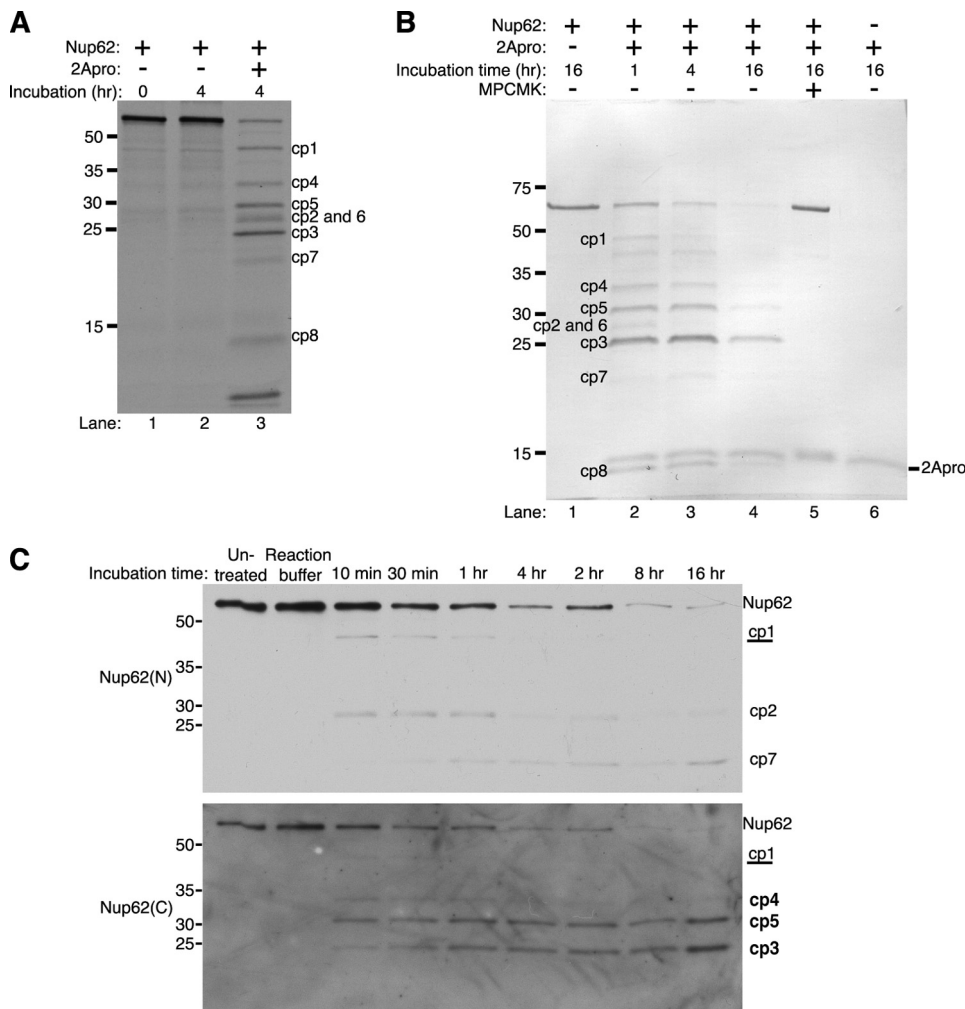 A
Nup62: + + +
2Apro: - - +
Incubation (hr): 0 4 4
50
cp1
35
cp4
30
cp5
cp2 and 6
25
cp3
cp7
15
cp8
Lane: 1 2 3
B
Nup62: + + + + + -
2Apro: - + + + + +
Incubation time (hr): 16 1 4 16 16 16
MPCMK: - - - - + -
75
50
cp1
35
cp4
30
cp5
cp2 and 6
25
cp3
cp7
15
cp8
2Apro
Lane: 1 2 3 4 5 6
C
Un- Reaction
Incubation time: treated buffer 10 min 30 min 1 hr 4 hr 2 hr 8 hr 16 hr
Nup62
50
cp1
35
Nup62(N)
30
cp2
25
cp7
Nup62
50
cp1
35
cp4
Nup62(C)
30
cp5
25
cp3